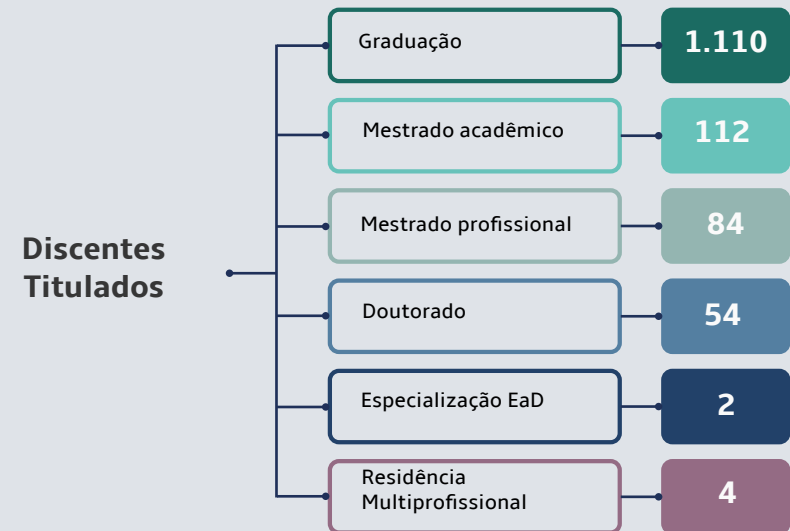 Discentes
Titulados
Graduação
1.110
Mestrado acadêmico
112
Mestrado profissional
84
Doutorado
54
Especialização EaD
2
Residência
Multiprofissional
4